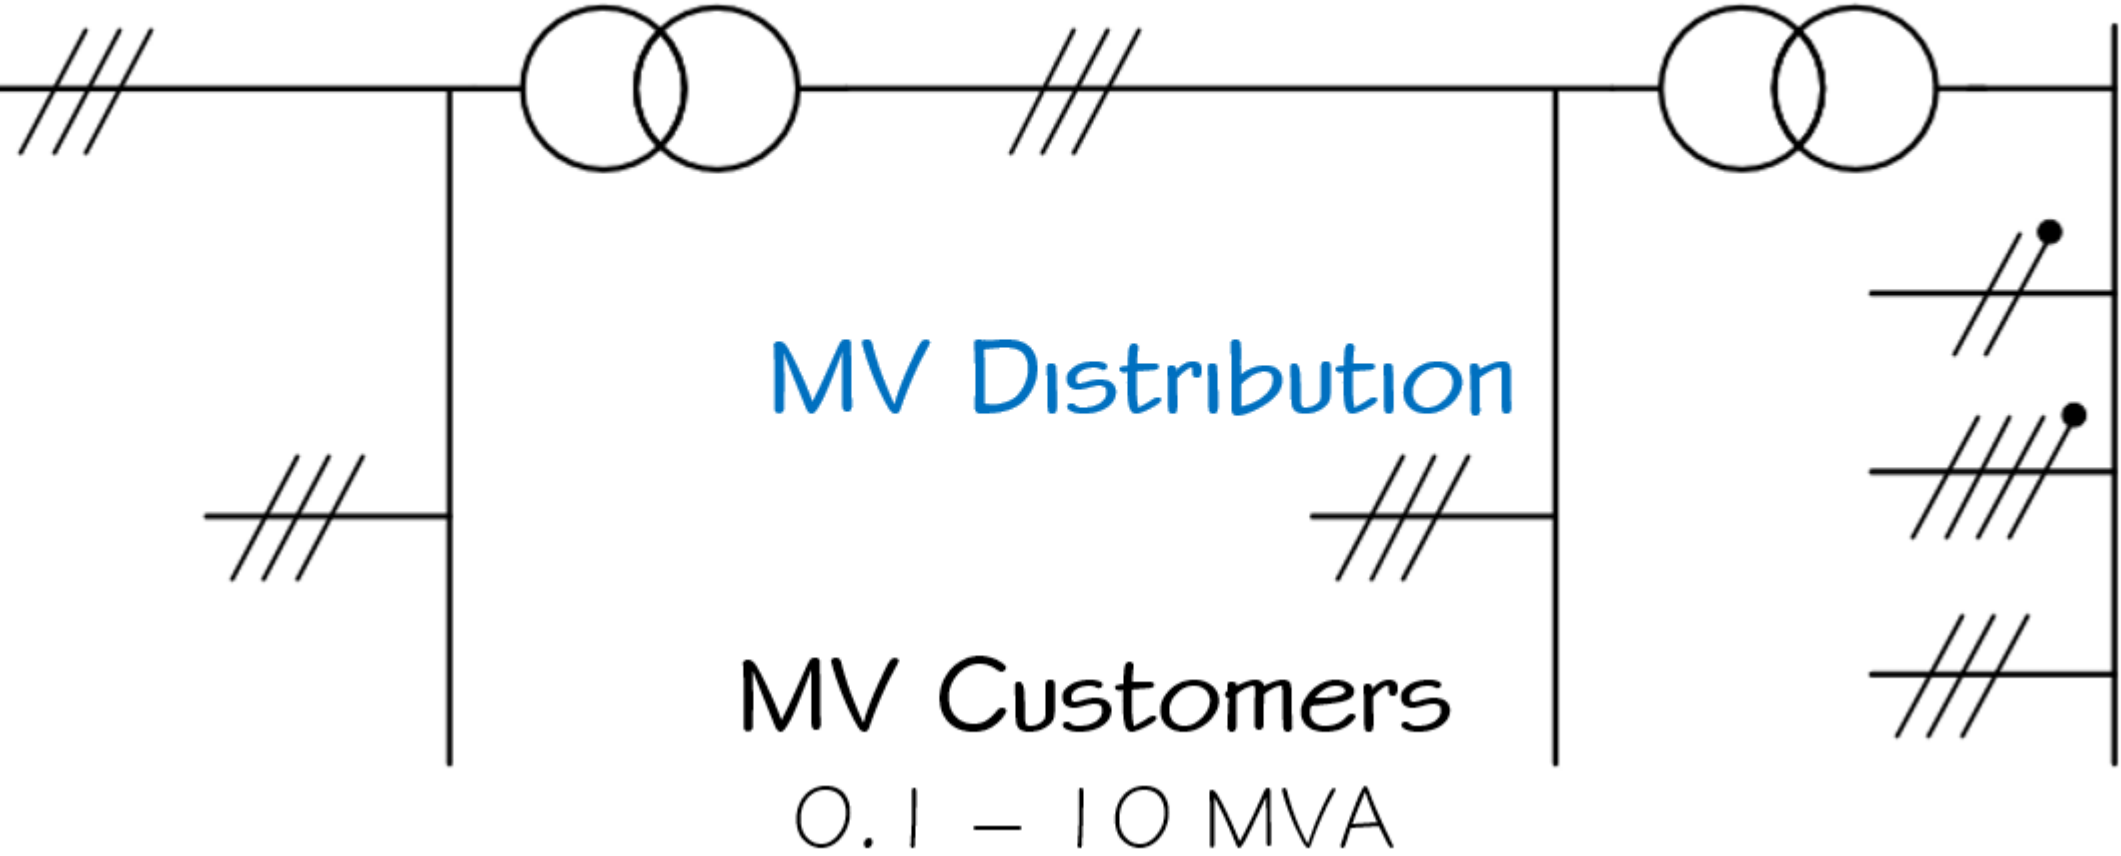 MV Distribution
MV Customers
0.1 – 10 MVA